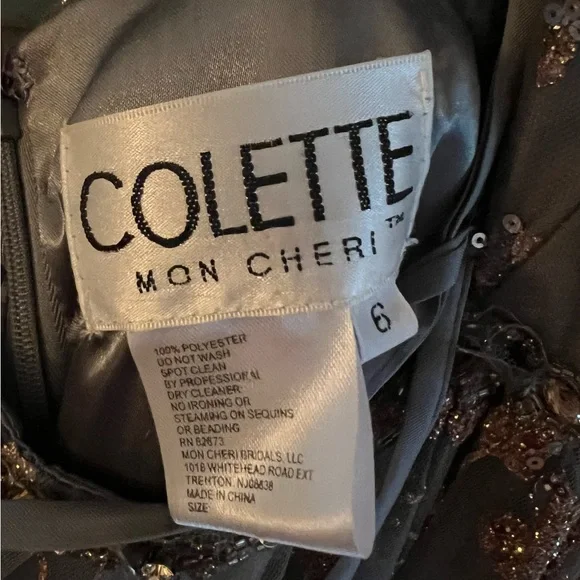 COLETTE
MON CHERI™
6
100% POLYESTER
DO NOT WASH
SPOT CLEAN
BY PROFESSIONAL
DRY CLEANER
NO IRONING OR
STEAMING ON SEQUINS
OR BEADING
RN 82673
MON CHERI BRIDALS, LLC
1018 WHITEHEAD ROAD EXT
TRENTON, NJ08638
MADE IN CHINA
SIZE: